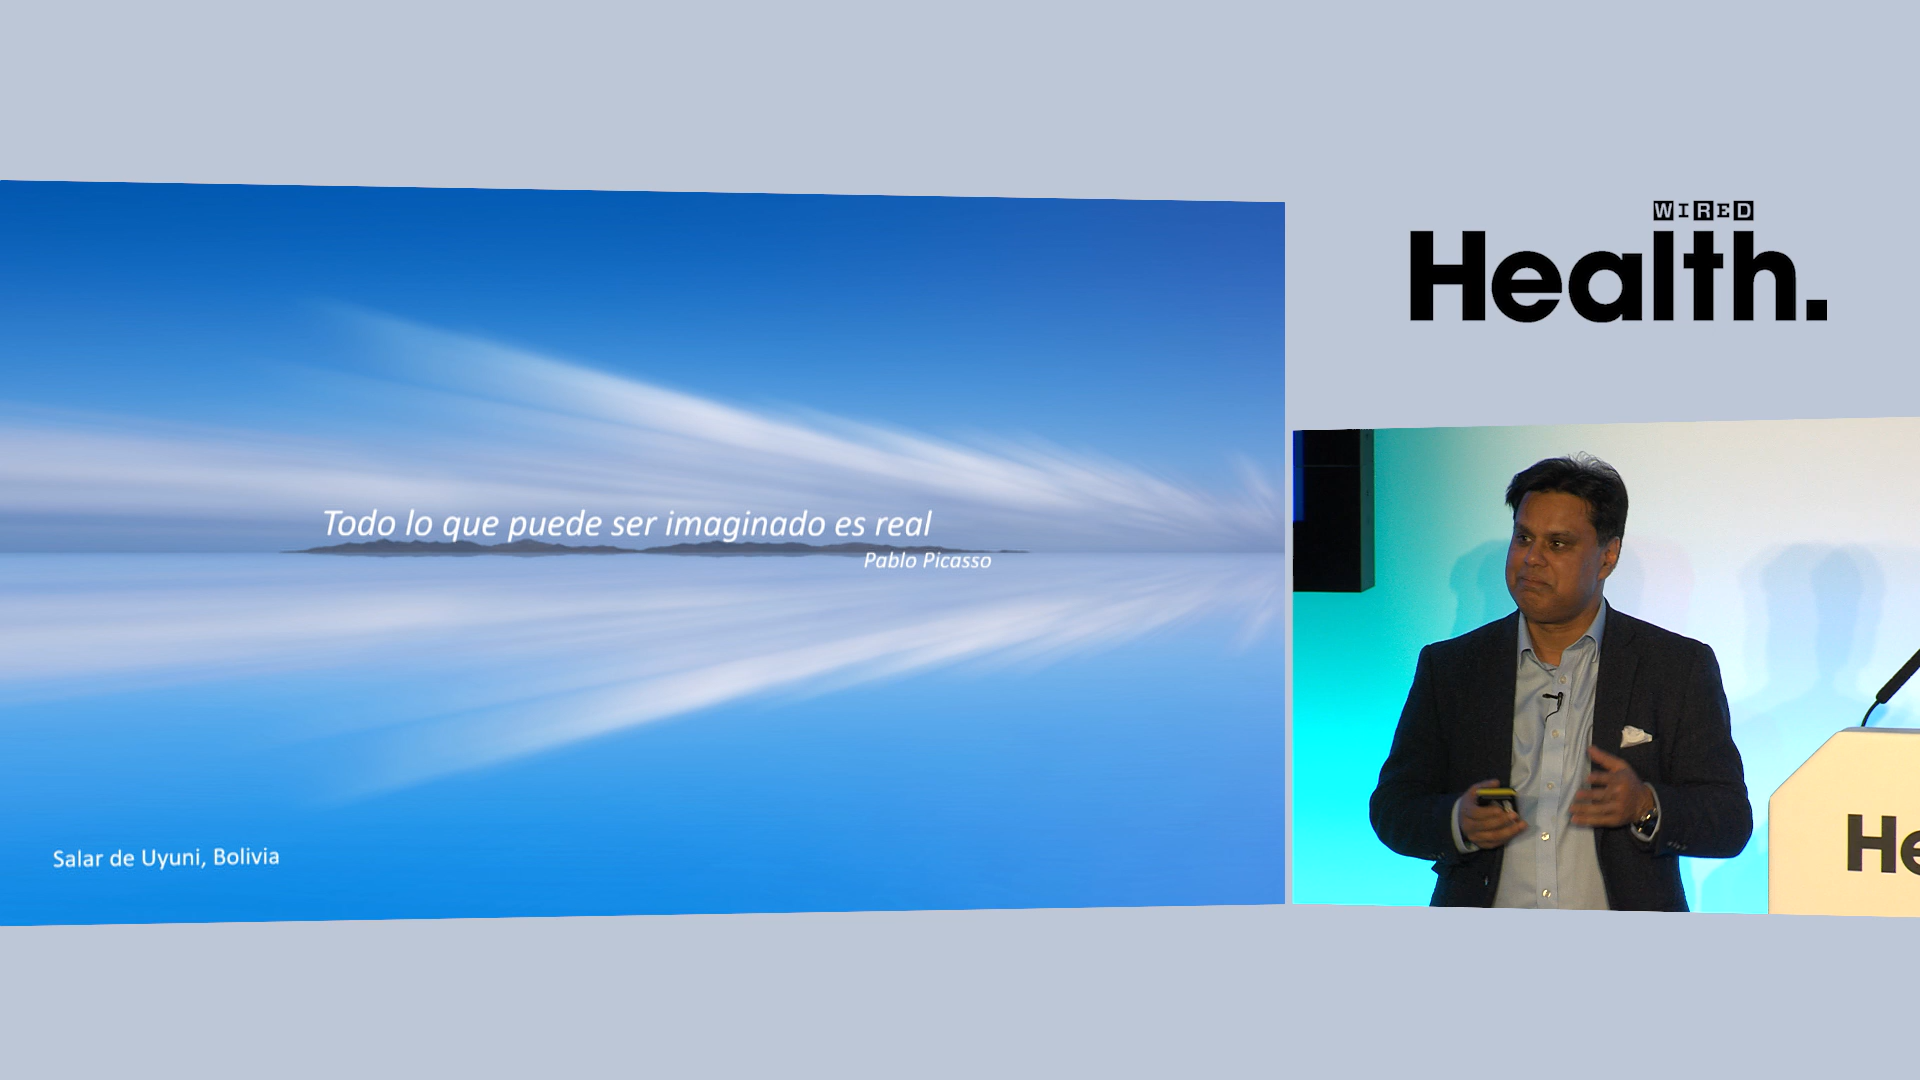 WIRED
Health.
Todo lo que puede ser imaginado es real
Pablo Picasso
Salar de Uyuni, Bolivia
He